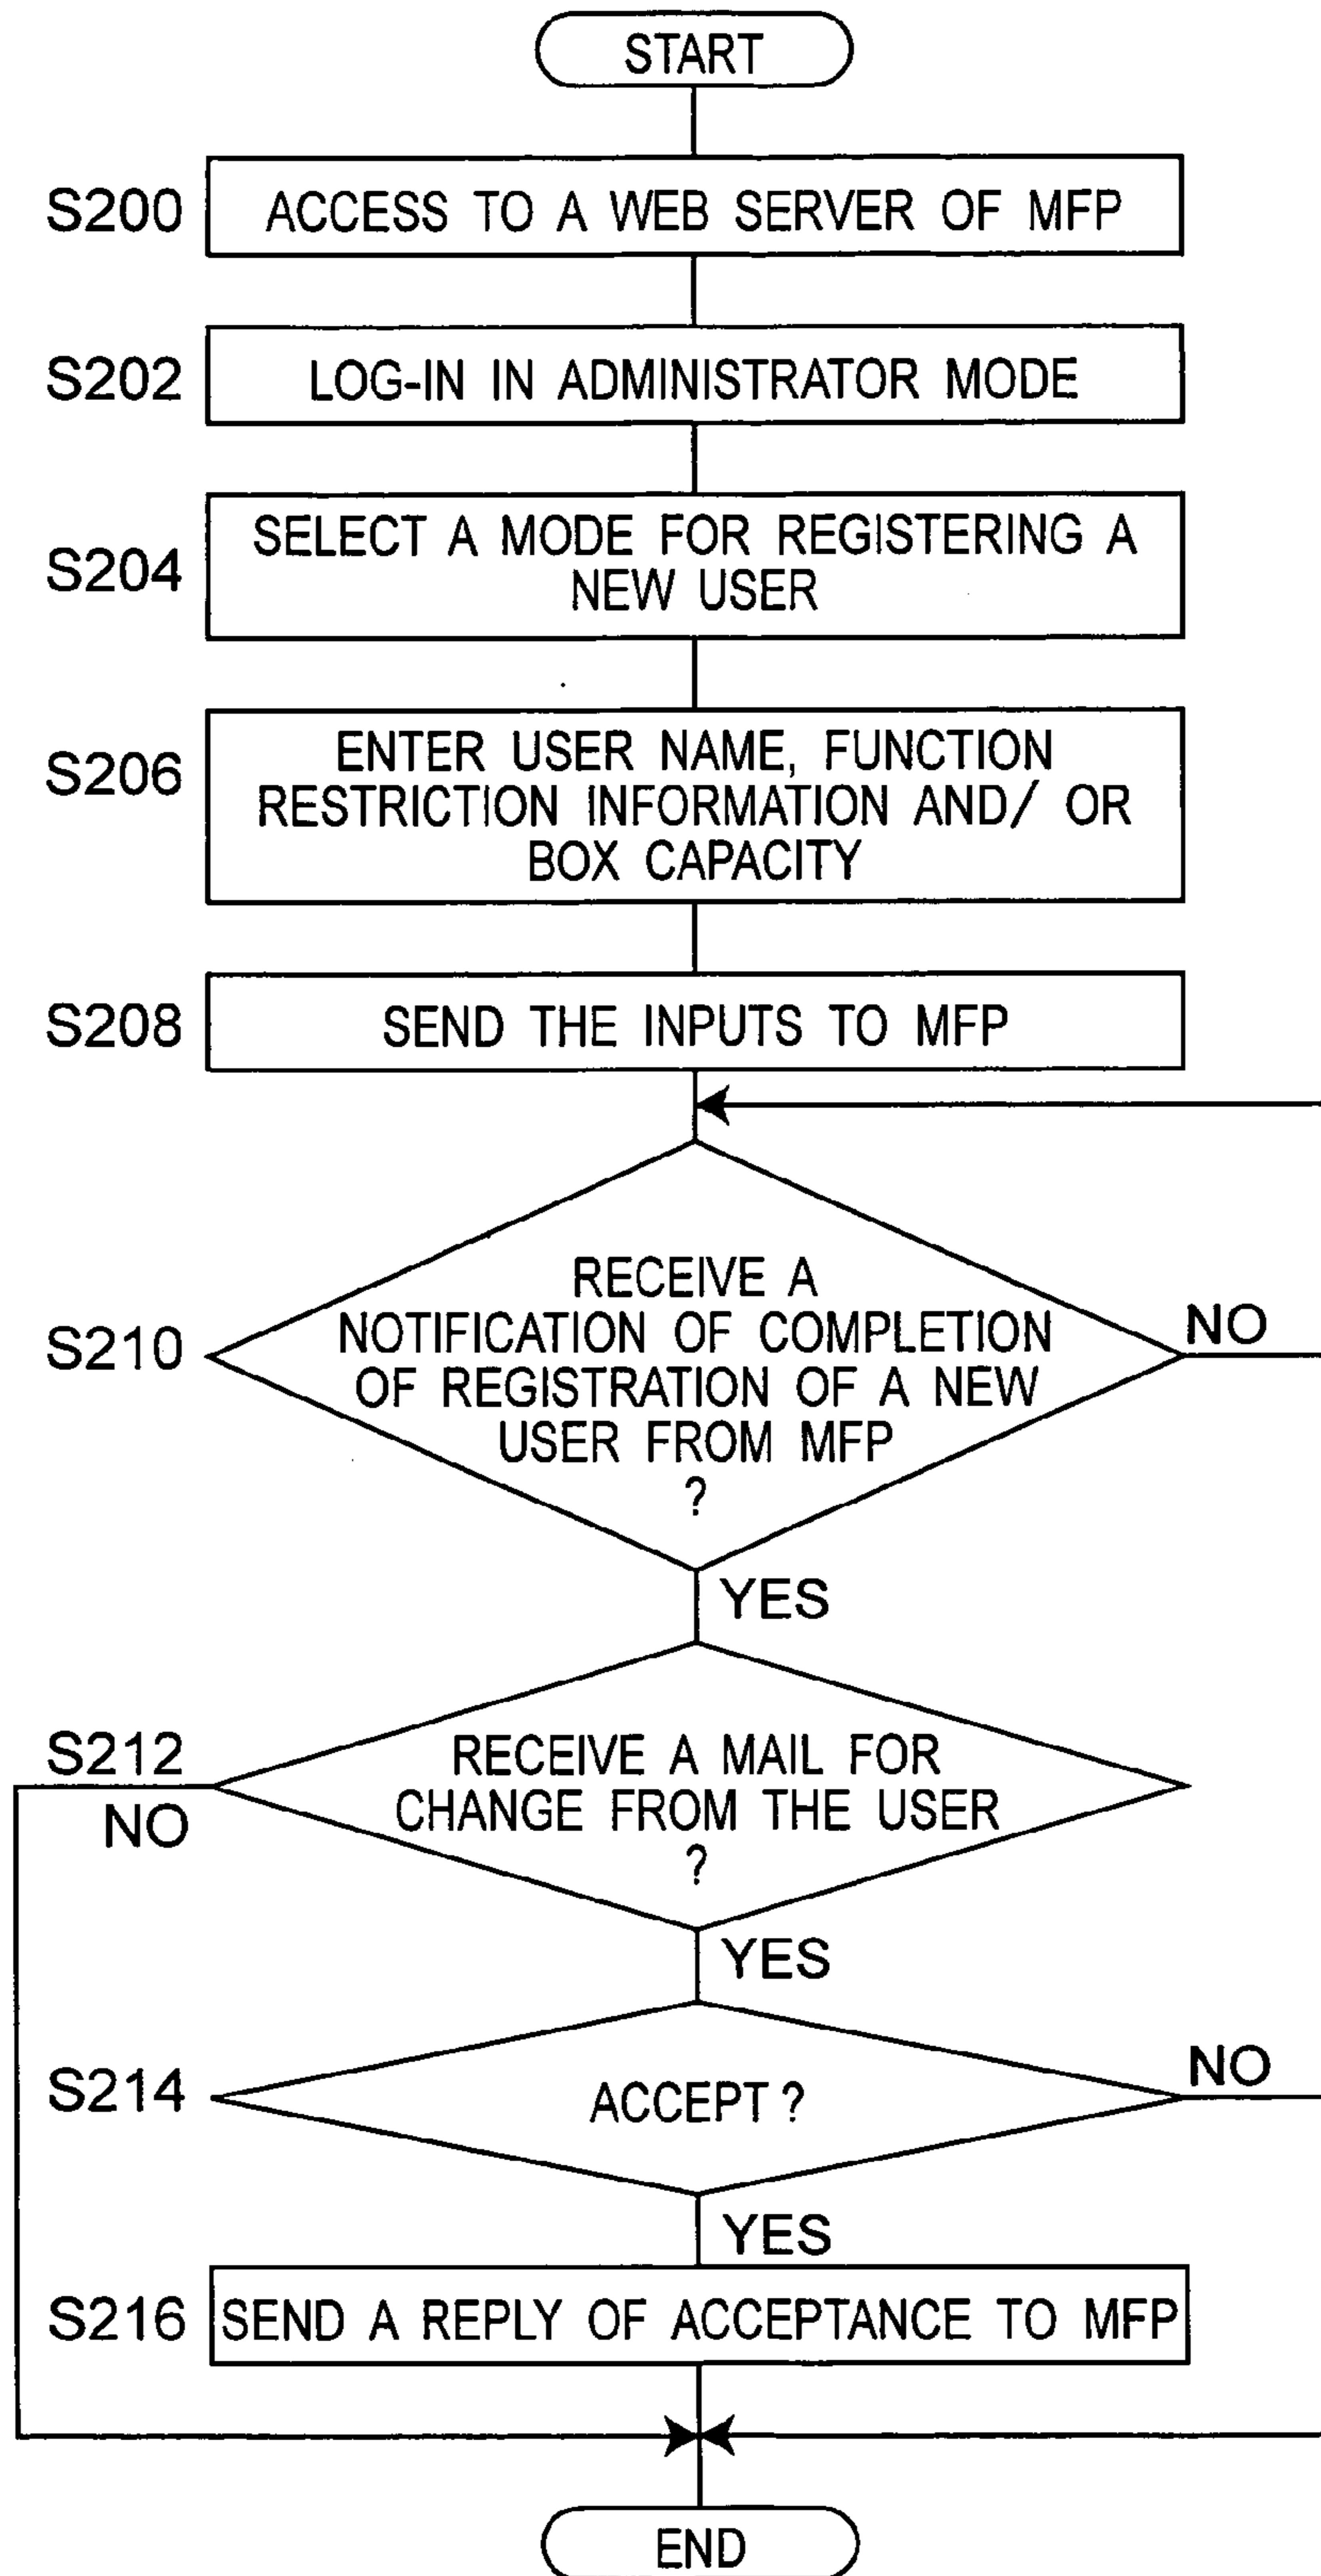 START
S200
ACCESS TO A WEB SERVER OF MFP
S202
LOG-IN IN ADMINISTRATOR MODE
S204
SELECT A MODE FOR REGISTERING A
NEW USER
S206
ENTER USER NAME, FUNCTION
RESTRICTION INFORMATION AND/ OR
BOX CAPACITY
S208
SEND THE INPUTS TO MFP
S210
RECEIVE A
NOTIFICATION OF COMPLETION
OF REGISTRATION OF A NEW
USER FROM MFP
?
NO
YES
S212
NO
RECEIVE A MAIL FOR
CHANGE FROM THE USER
?
YES
S214
ACCEPT ?
NO
YES
S216
SEND A REPLY OF ACCEPTANCE TO MFP
END